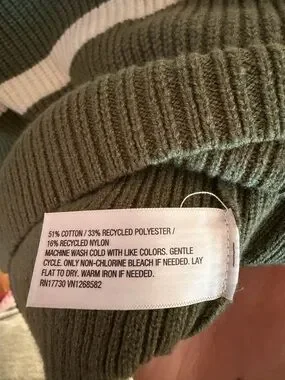 51% COTTON / 33% RECYCLED POLYESTER /
16% RECYCLED NYLON
MACHINE WASH COLD WITH LIKE COLORS. GENTLE
CYCLE. ONLY NON-CHLORINE BLEACH IF NEEDED. LAY
FLAT TO DRY. WARM IRON IF NEEDED.
RN17730 VN1268582